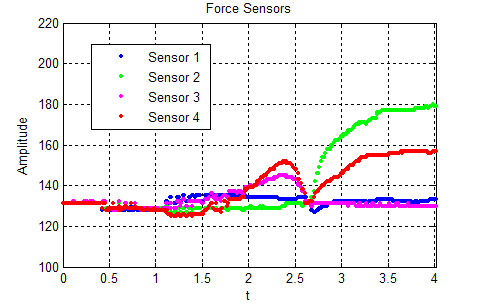 Force Sensors
220
200
180
160
140
120
100
Amplitude
Sensor 1
Sensor 2
Sensor 3
Sensor 4
0 0.5 1 1.5 2 2.5 3 3.5 4
t